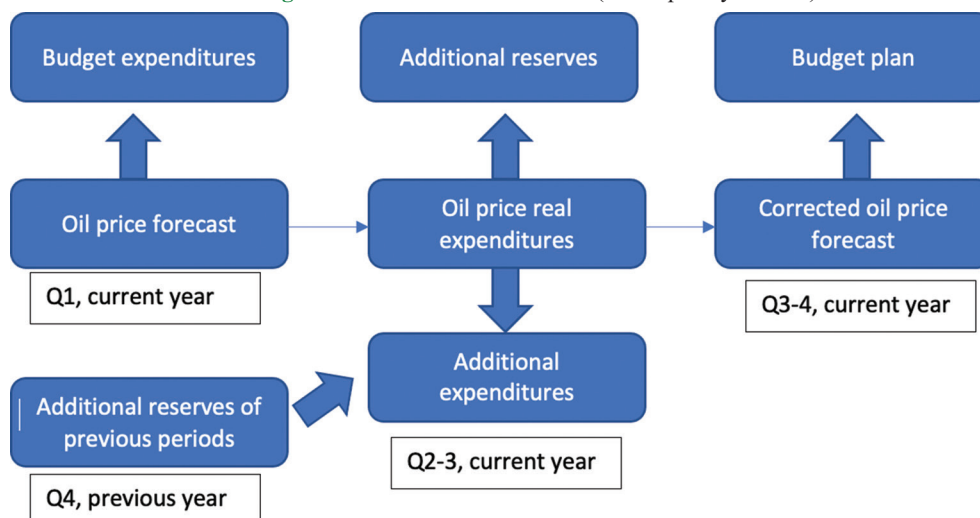 Budget expenditures
Additional reserves
Budget plan
Oil price forecast
Oil price real
expenditures
Corrected oil price
forecast
Q1, current year
Q3-4, current year
Additional
expenditures
Additional reserves of
previous periods
Q2-3, current year
Q4, previous year